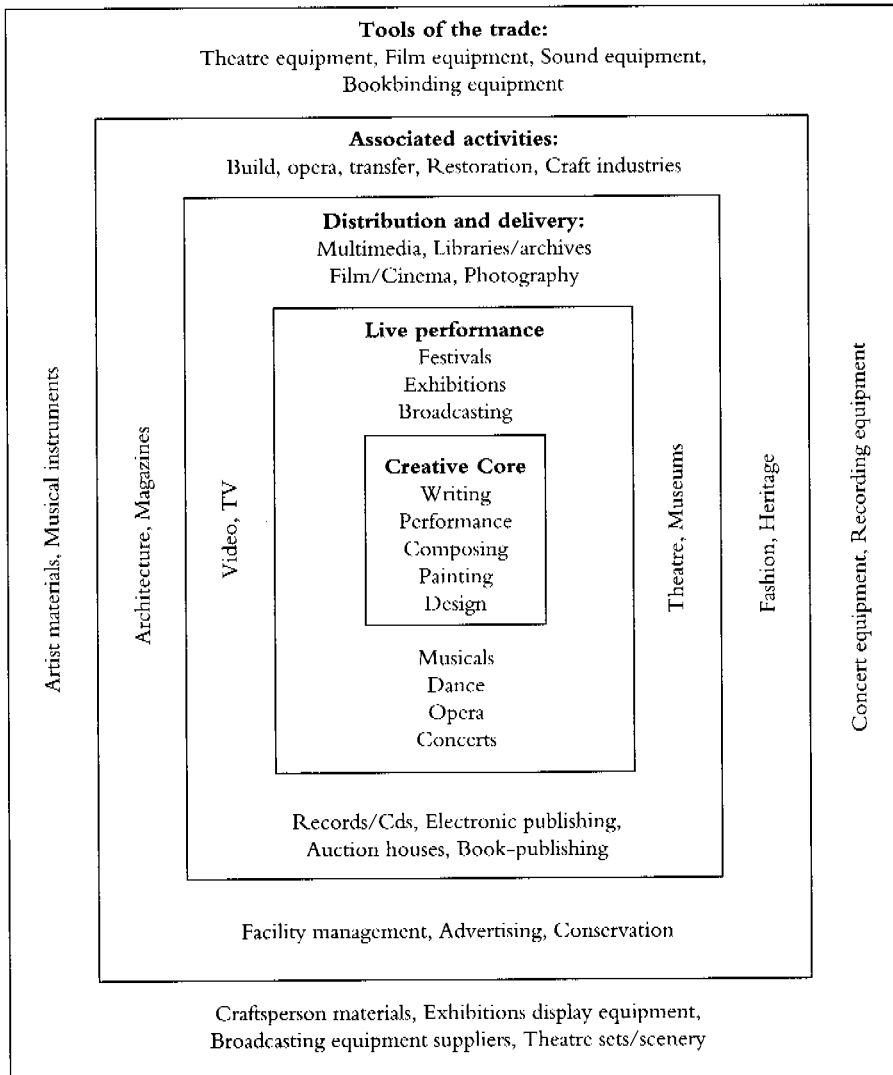 Tools of the trade:
Theatre equipment, Film equipment, Sound equipment,
Bookbinding equipment
Associated activities:
Build, opera, transfer, Restoration, Craft industries
Distribution and delivery:
Multimedia, Libraries/archives
Film/Cinema, Photography
Live performance
Festivals
Exhibitions
Broadcasting
Creative Core
Writing
Performance
Composing
Painting
Design
Musicals
Dance
Opera
Concerts
Artist materials, Musical instruments
Architecture, Magazines
Video, TV
Theatre, Museums
Fashion, Heritage
Concert equipment, Recording equipment
Records/Cds, Electronic publishing,
Auction houses, Book-publishing
Facility management, Advertising, Conservation
Craftsperson materials, Exhibitions display equipment,
Broadcasting equipment suppliers, Theatre sets/scenery